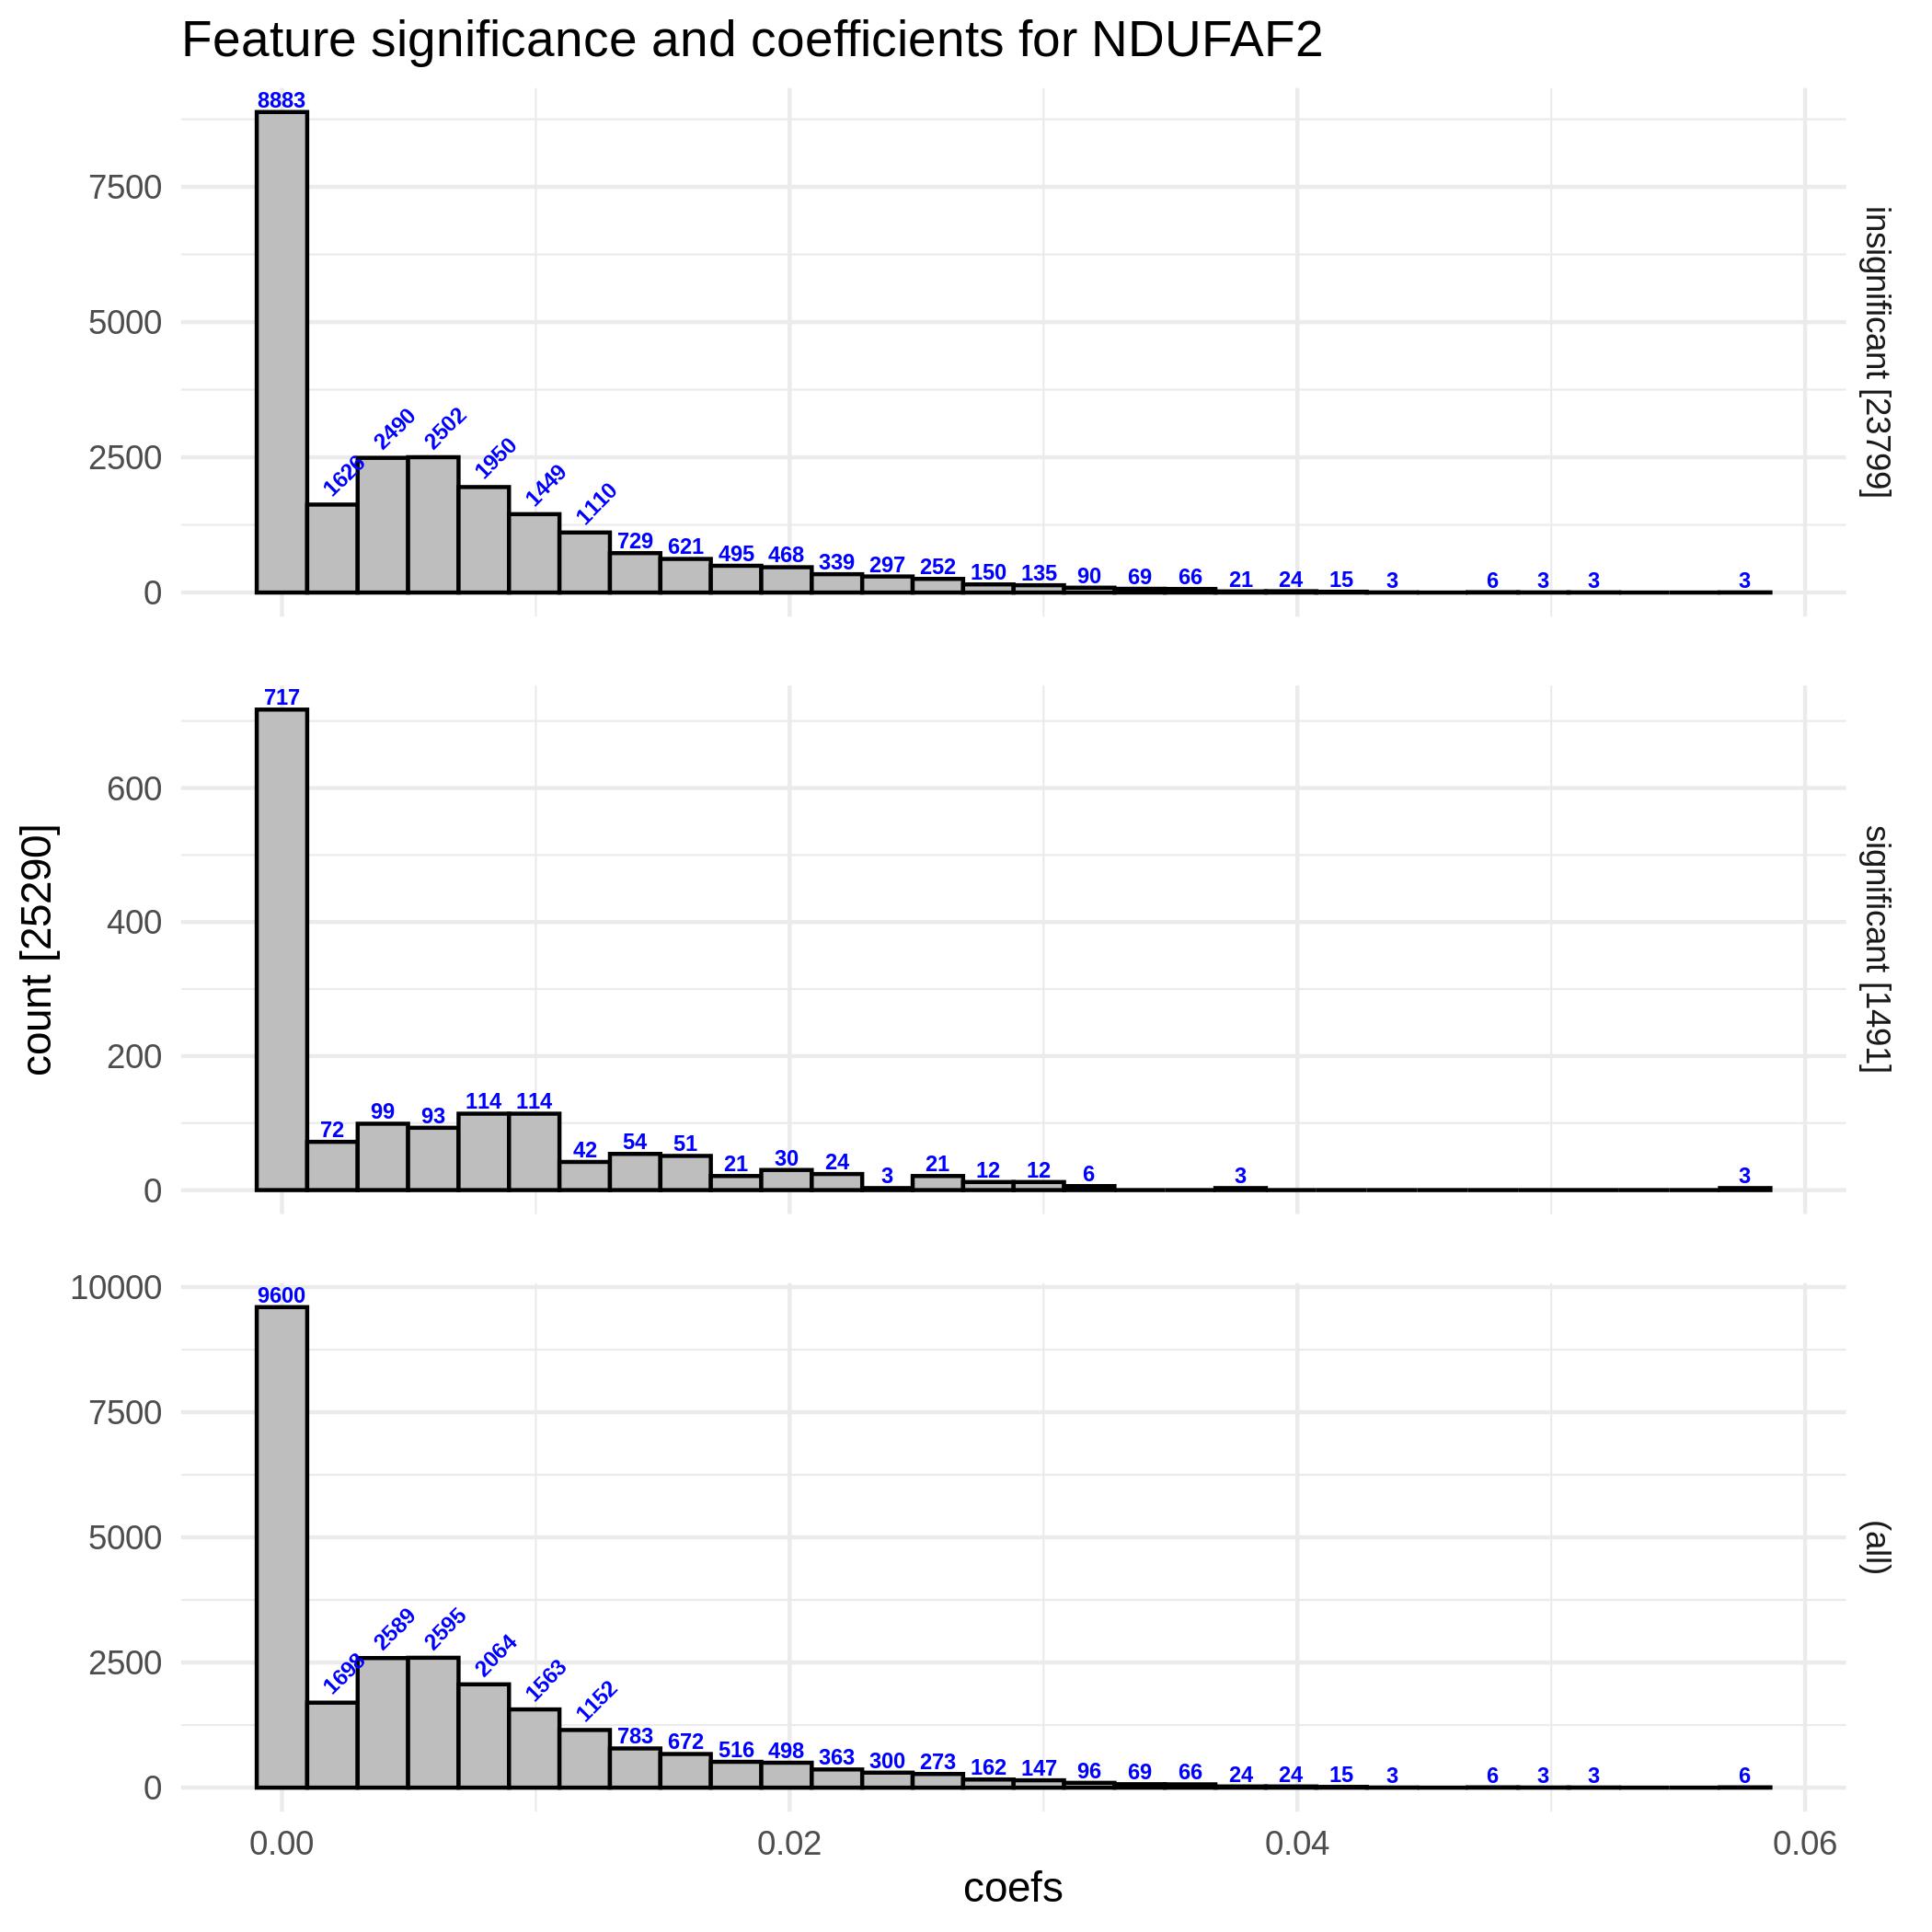 Feature significance and coefficients for NDUFAF2
count [25290]
insignificant [23799]
7500
5000
2500
0
8883
1626
2490
2502
1950
1449
1110
729 621 495 468 339 297 252 150 135 90 69 66 21 24 15 3 6 3 3 3
significant [1491]
600
400
200
0
717
72 99 93 114 114 42 54 51 21 30 24 3 21 12 12 6 3 3
(all)
10000
7500
5000
2500
0
9600
1698
2589
2595
2064
1563
1152
783 672 516 498 363 300 273 162 147 96 69 66 24 24 15 3 6 3 3 6
0.00 0.02 0.04 0.06
coefs